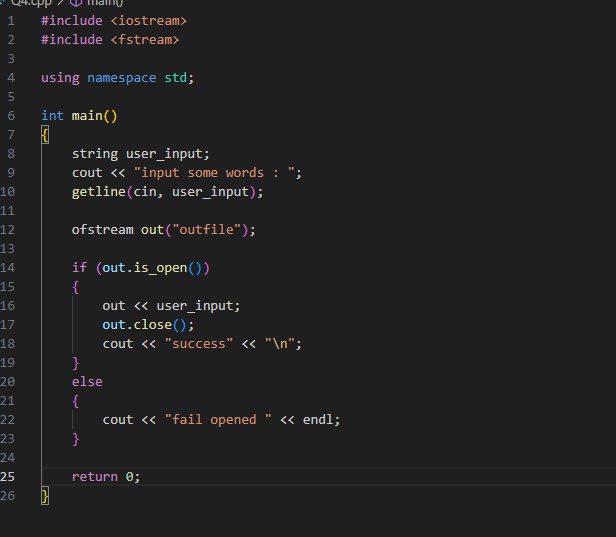 Q4.cpp > main()
1 #include <iostream>
2 #include <fstream>
3
4 using namespace std;
5
6 int main()
7 {
8 string user_input;
9 cout << "input some words : ";
10 getline(cin, user_input);
11
12 ofstream out("outfile");
13
14 if (out.is_open())
15 {
16 out << user_input;
17 out.close();
18 cout << "success" << "\n";
19 }
20 else
21 {
22 cout << "fail opened " << endl;
23 }
24
25 return 0;
26 }